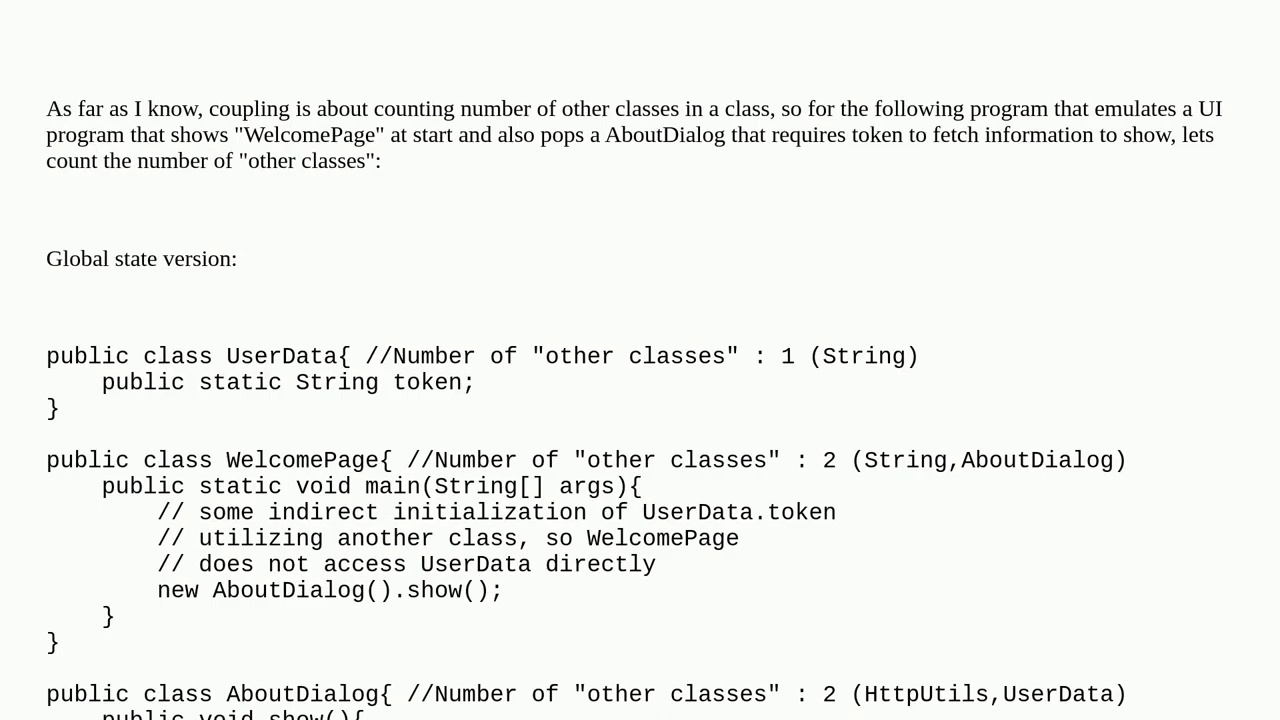 As far as I know, coupling is about counting number of other classes in a class, so for the following program that emulates a UI
program that shows "WelcomePage" at start and also pops a AboutDialog that requires token to fetch information to show, lets
count the number of "other classes":
Global state version:
public class UserData{ //Number of "other classes" : 1 (String)
    public static String token;
}
public class WelcomePage{ //Number of "other classes" : 2 (String,AboutDialog)
    public static void main(String[] args){
        // some indirect initialization of UserData.token
        // utilizing another class, so WelcomePage
        // does not access UserData directly
        new AboutDialog().show();
    }
}
public class AboutDialog{ //Number of "other classes" : 2 (HttpUtils,UserData)
    public void show(){